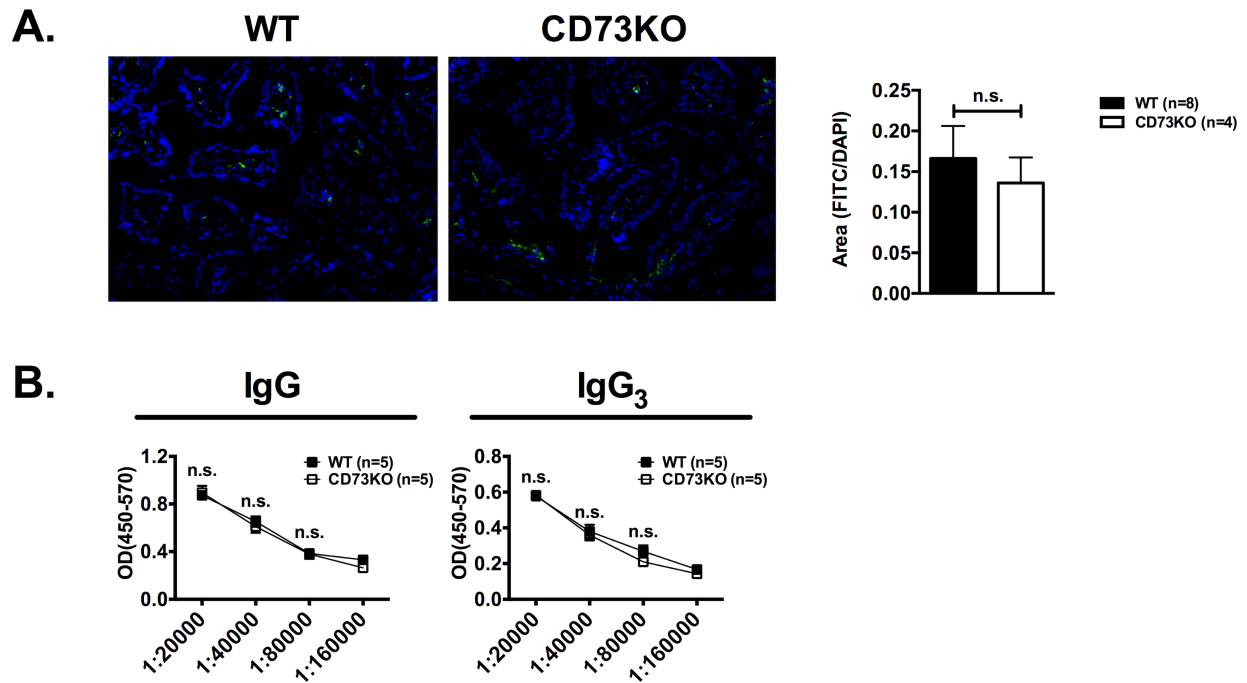 A.
WT
CD73KO
Area (FITC/DAPI)
0.25
0.20
0.15
0.10
0.05
0.00
n.s.
WT (n=8)
CD73KO (n=4)
B.
IgG
OD(450-570)
1.2
0.8
0.4
0.0
n.s.
n.s.
n.s.
WT (n=5)
CD73KO (n=5)
1:20000
1:40000
1:80000
1:160000
IgG3
OD(450-570)
0.8
0.6
0.4
0.2
0.0
n.s.
n.s.
n.s.
WT (n=5)
CD73KO (n=5)
1:20000
1:40000
1:80000
1:160000